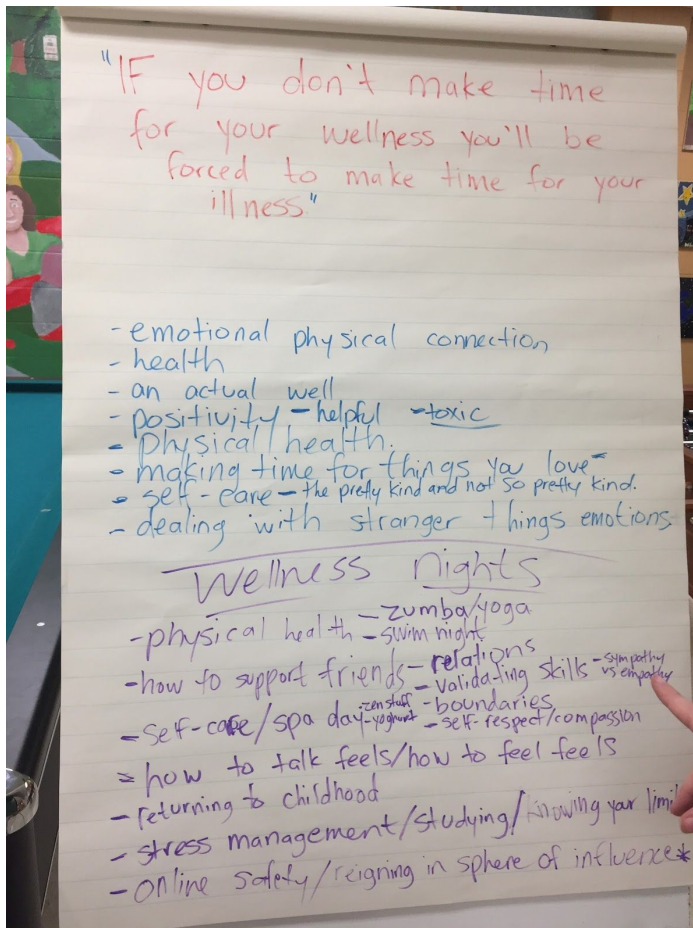 "IF you don't make time
for your wellness you'll be
forced to make time for your
illness"
- emotional physical connection
- health
- an actual well
- positivity - helpful - toxic
- physical health.
- making time for things you love
- self-care - the pretty kind and not so pretty kind.
- dealing with stranger things emotions
Wellness nights
- physical health - zumba/yoga
- swim night
- how to support friends - relations
- validating skills - sympathy vs empathy
- boundaries
- self-respect/compassion
- self-care/spa day - zen stuff
- yoghurt
- how to talk feels/how to feel feels
- returning to childhood
- stress management/studying/knowing your limi
- online safety/reigning in sphere of influence*